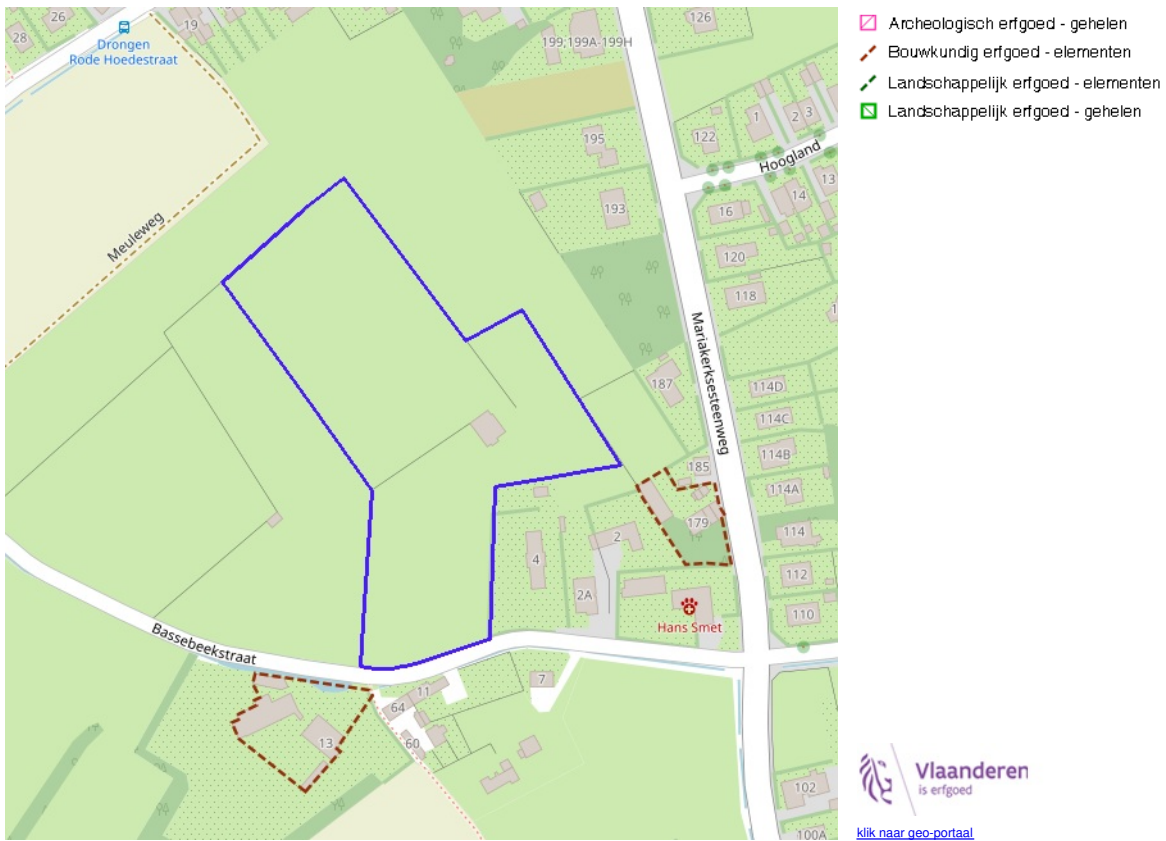 28
26
19
Drongen
Rode Hoedestraat
199;199A-199H
126
122
1
2
3
Hoogland
195
193
13
14
16
120
118
Meuleweg
Mariakerksesteenweg
187
114D
114C
114B
185
114A
179
114
112
110
2
4
2A
Hans Smet
Bassebeekstraat
7
11
64
60
13
102
100A
Archeologisch erfgoed - gehelen
Bouwkundig erfgoed - elementen
Landschappelijk erfgoed - elementen
Landschappelijk erfgoed - gehelen
Vlaanderen
is erfgoed
klik naar geo-portaal